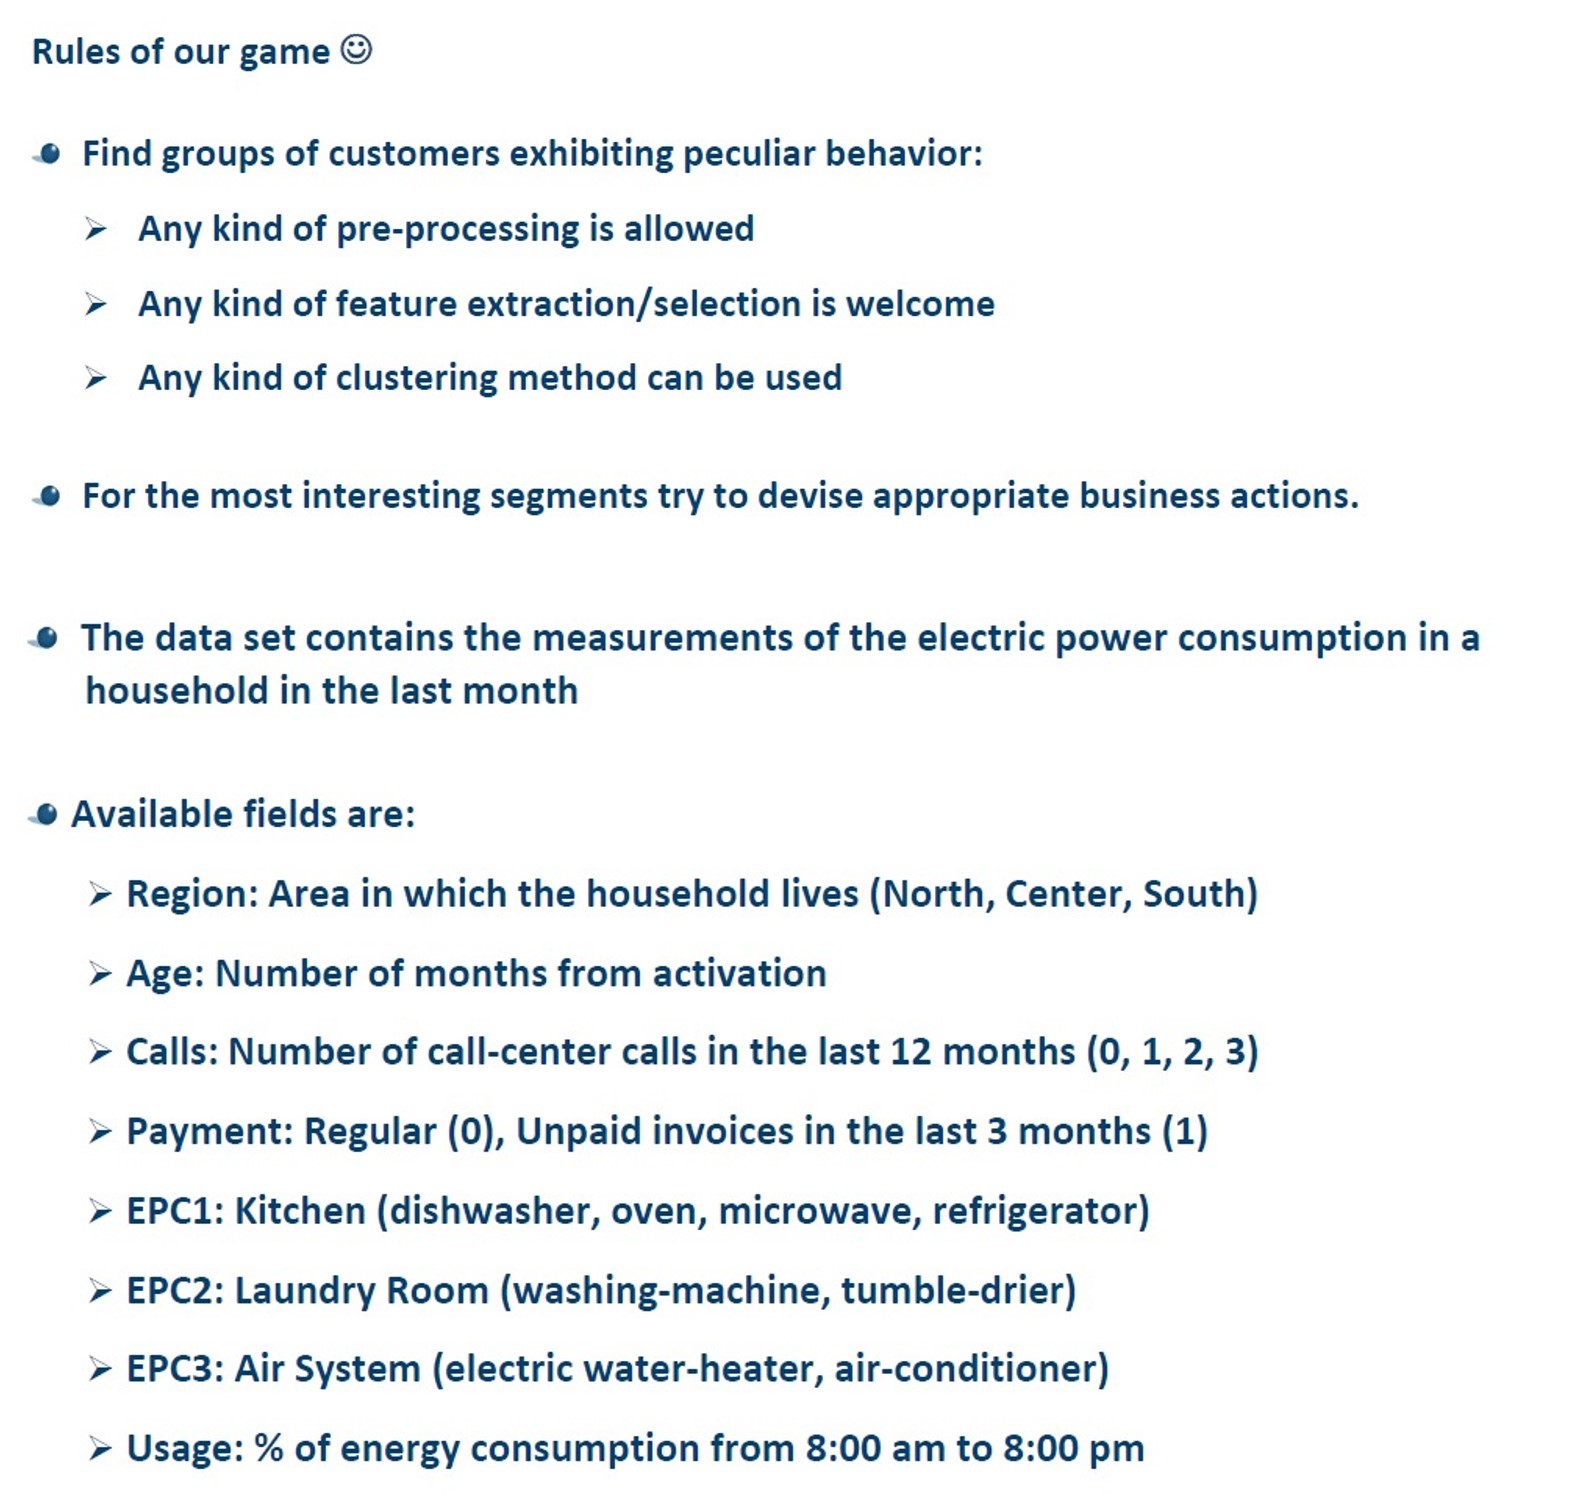 Rules of our game ☺
Find groups of customers exhibiting peculiar behavior:
Any kind of pre-processing is allowed
Any kind of feature extraction/selection is welcome
Any kind of clustering method can be used
For the most interesting segments try to devise appropriate business actions.
The data set contains the measurements of the electric power consumption in a
household in the last month
Available fields are:
Region: Area in which the household lives (North, Center, South)
Age: Number of months from activation
Calls: Number of call-center calls in the last 12 months (0, 1, 2, 3)
Payment: Regular (0), Unpaid invoices in the last 3 months (1)
EPC1: Kitchen (dishwasher, oven, microwave, refrigerator)
EPC2: Laundry Room (washing-machine, tumble-drier)
EPC3: Air System (electric water-heater, air-conditioner)
Usage: % of energy consumption from 8:00 am to 8:00 pm